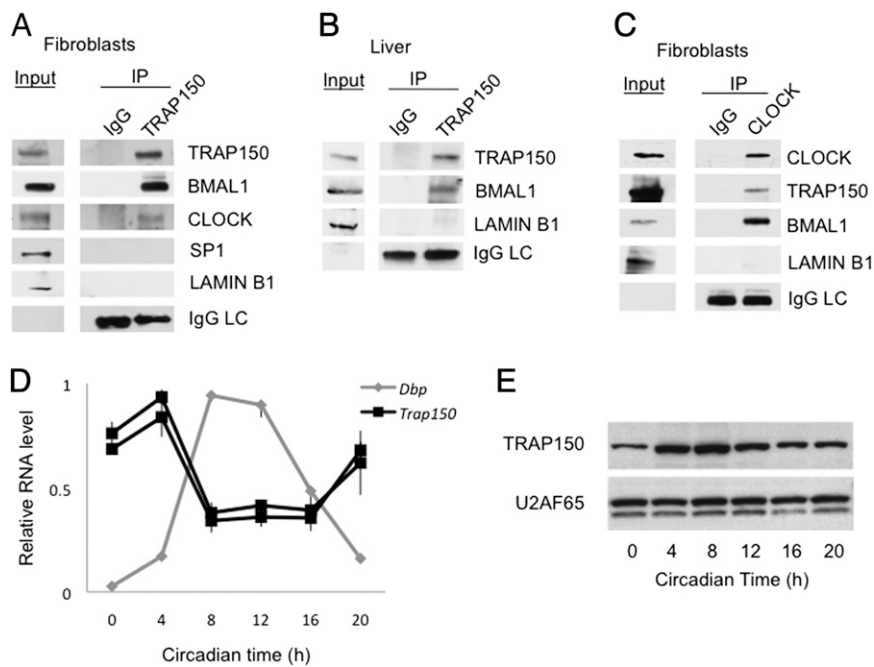 A
Fibroblasts
Input
IP
IgG
TRAP150
TRAP150
BMAL1
CLOCK
SP1
LAMIN B1
IgG LC
B
Liver
Input
IP
IgG
TRAP150
TRAP150
BMAL1
LAMIN B1
IgG LC
C
Fibroblasts
Input
IP
IgG
CLOCK
CLOCK
TRAP150
BMAL1
LAMIN B1
IgG LC
D
Relative RNA level
1
0.5
0
Dbp
Trap150
0 4 8 12 16 20
Circadian time (h)
E
TRAP150
U2AF65
0 4 8 12 16 20
Circadian Time (h)